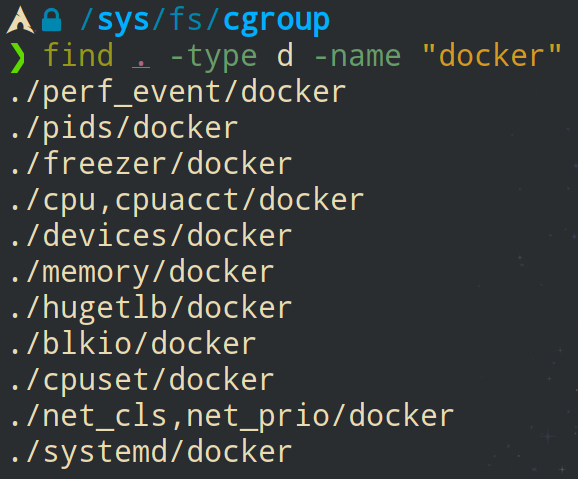 /sys/fs/cgroup
❯ find . -type d -name "docker"
./perf_event/docker
./pids/docker
./freezer/docker
./cpu,cpuacct/docker
./devices/docker
./memory/docker
./hugetlb/docker
./blkio/docker
./cpuset/docker
./net_cls,net_prio/docker
./systemd/docker